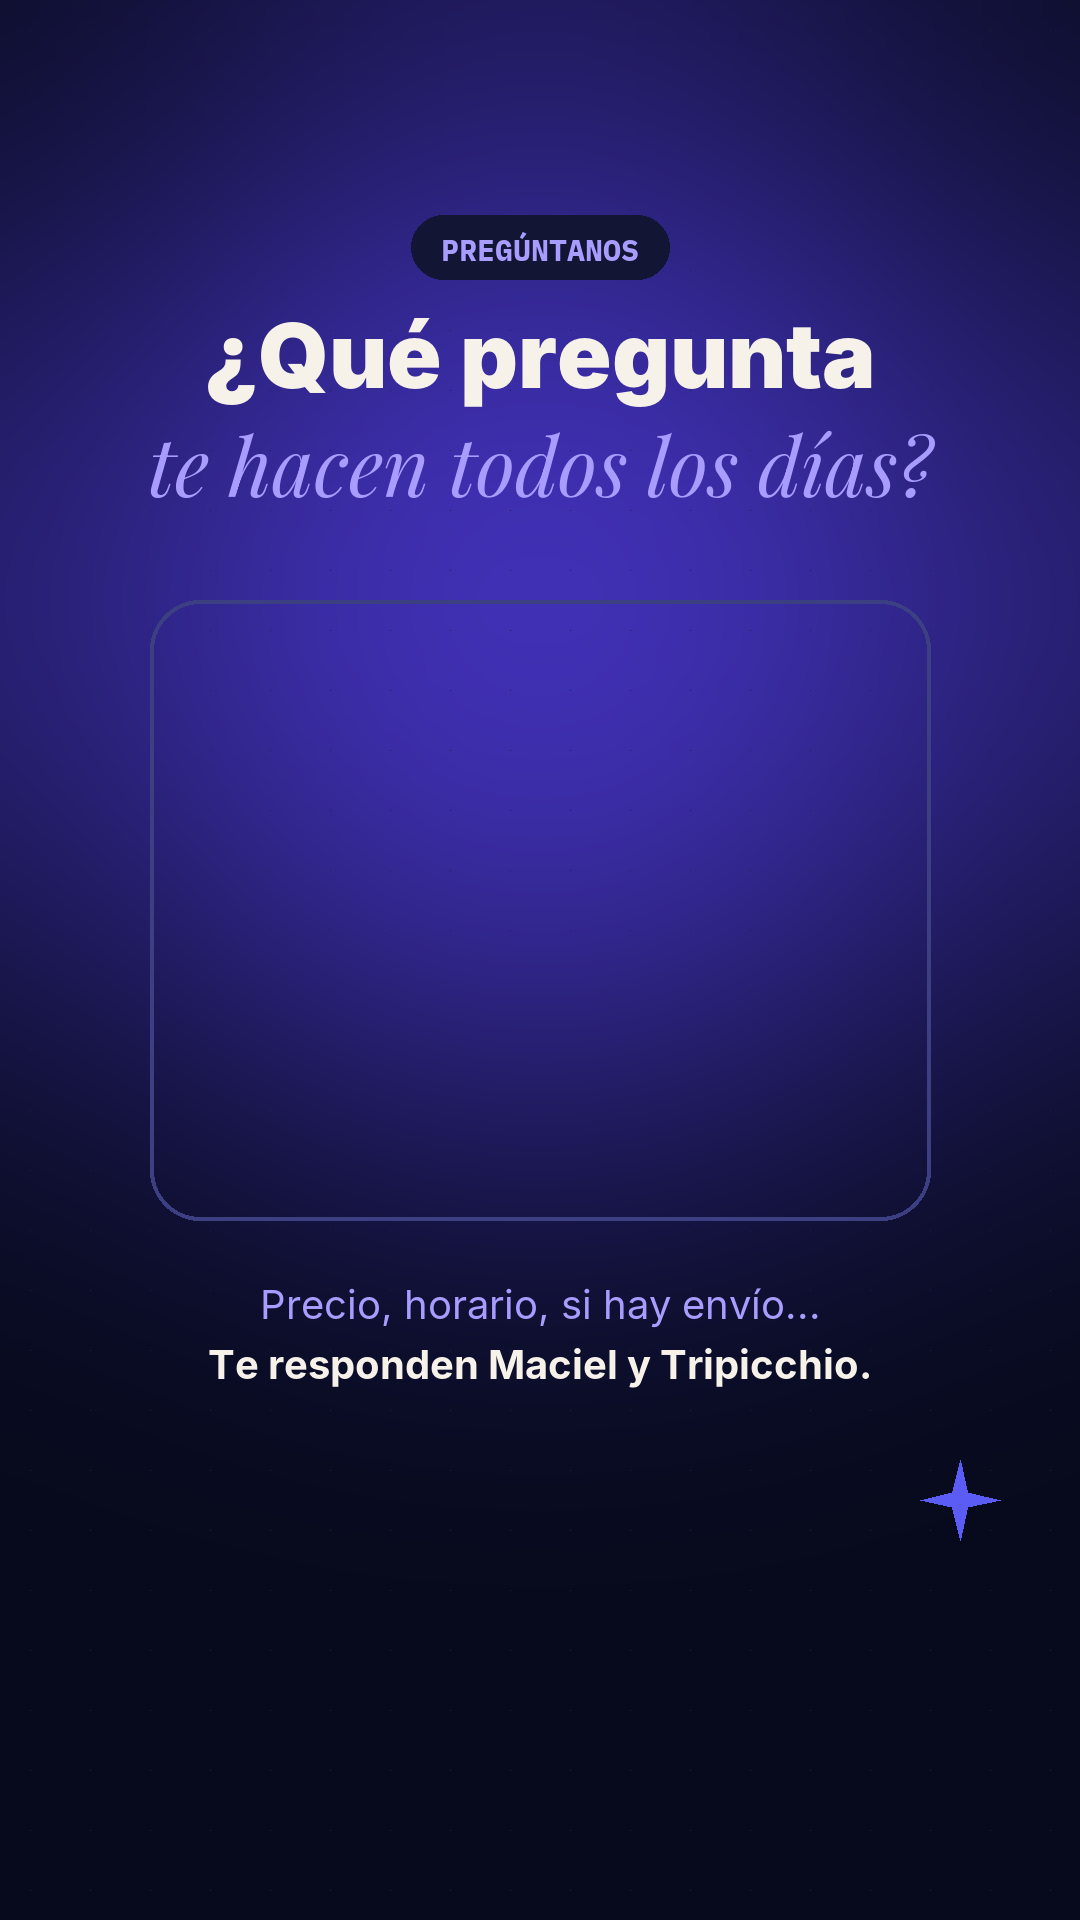 PREGÚNTANOS
¿Qué pregunta
te hacen todos los días?
Precio, horario, si hay envío...
Te responden Maciel y Tripicchio.